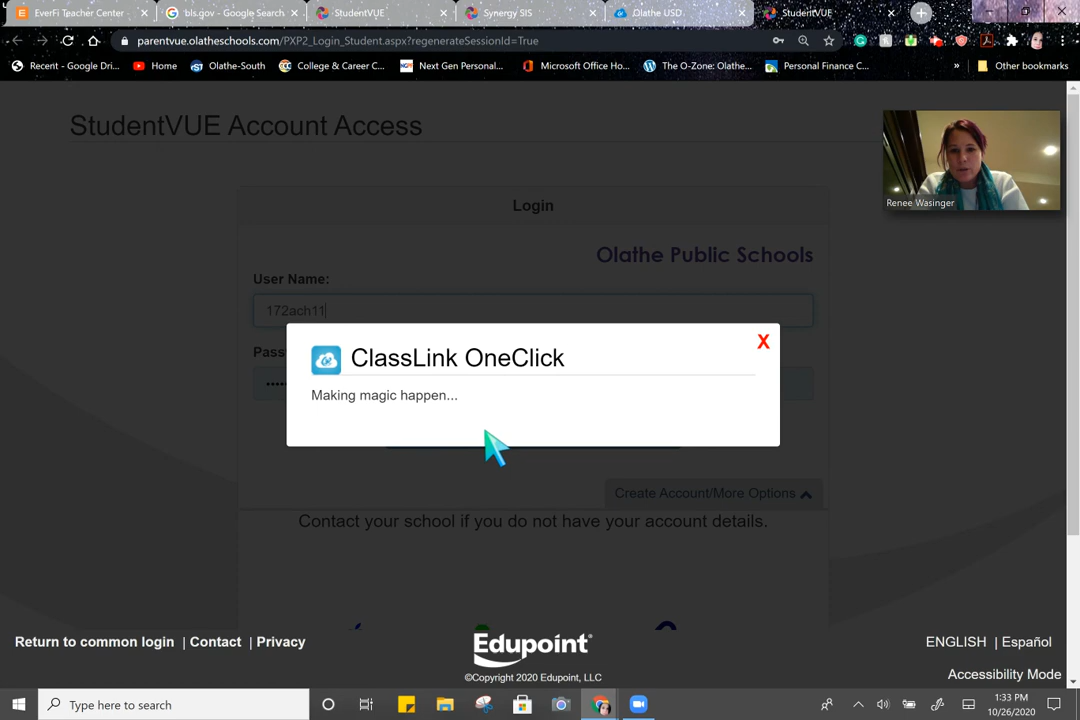 EverFi Teacher Center
bls.gov - Google Search
StudentVUE
Synergy SIS
Olathe USD
StudentVUE
parentvue.olatheschools.com/PXP2_Login_Student.aspx?regenerateSessionId=True
Recent - Google Dri...
Home
Olathe-South
College & Career C...
Next Gen Personal...
Microsoft Office Ho...
The O-Zone: Olathe...
Personal Finance C...
»
Other bookmarks
StudentVUE Account Access
Renee Wasinger
Login
Olathe Public Schools
User Name:
172ach11
ClassLink OneClick
X
Making magic happen...
Create Account/More Options
Contact your school if you do not have your account details.
Return to common login | Contact | Privacy
Edupoint
©Copyright 2020 Edupoint, LLC
ENGLISH | Español
Accessibility Mode
Type here to search
1:33 PM
10/26/2020